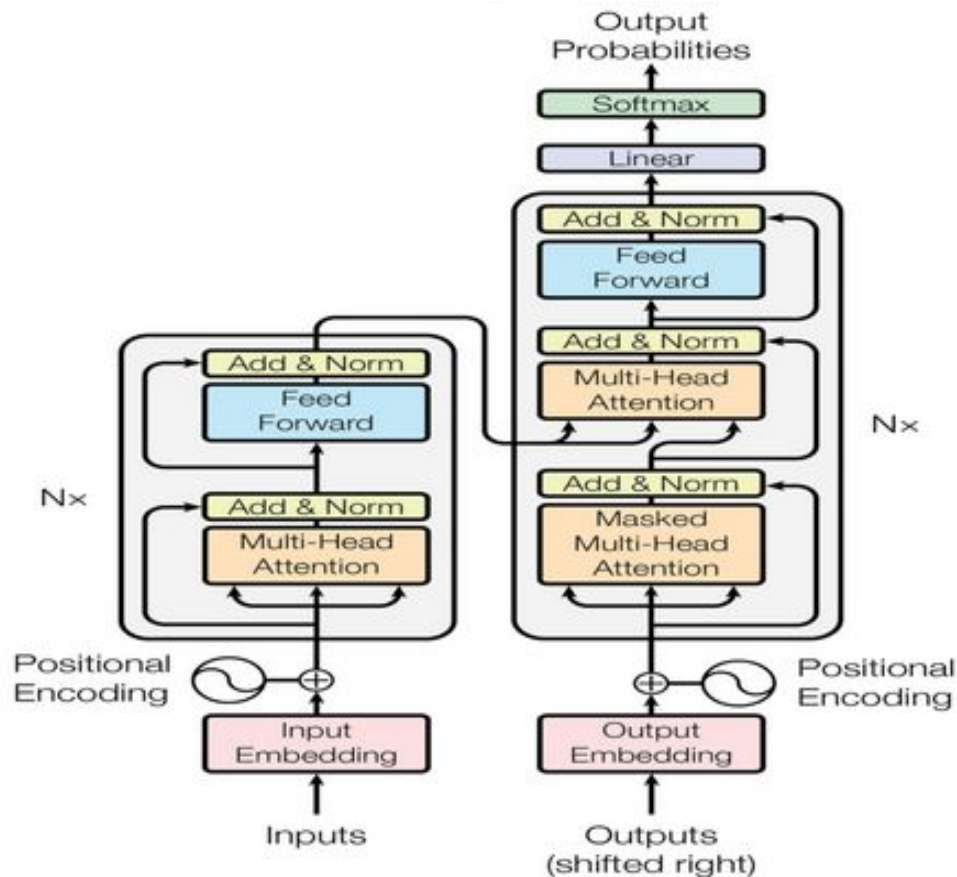 Output
Probabilities
Softmax
Linear
Add & Norm
Feed
Forward
Add & Norm
Multi-Head
Attention
Nx
Add & Norm
Masked
Multi-Head
Attention
Add & Norm
Feed
Forward
Nx
Add & Norm
Multi-Head
Attention
Positional
Encoding
Positional
Encoding
Input
Embedding
Output
Embedding
Inputs
Outputs
(shifted right)